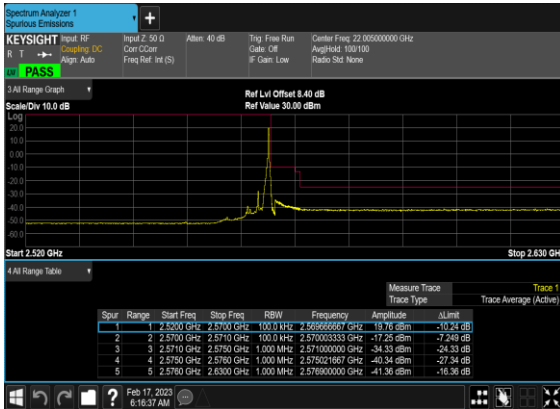 Spectrum Analyzer 1
Spurious Emissions
+
KEYSIGHT Input: RF Input Z: 50 Ω Atten: 40 dB Trig: Free Run Center Freq: 22.005000000 GHz
R T Coupling: DC Corr CCorr Gate: Off Avg|Hold: 100/100
Align: Auto Freq Ref: Int (S) IF Gain: Low Radio Std: None
PASS
3 All Range Graph
Ref Lvl Offset 8.40 dB
Scale/Div 10.0 dB Ref Value 30.00 dBm
Log
20.0
10.0
0.00
-10.0
-20.0
-30.0
-40.0
-50.0
-60.0
Start 2.520 GHz Stop 2.630 GH
4 All Range Table
Measure Trace Trace 1
Trace Type Trace Average (Active)
Spur Range Start Freq Stop Freq RBW Frequency Amplitude ΔLimit
1 1 2.5200 GHz 2.5700 GHz 100.0 kHz 2.569666667 GHz 19.76 dBm -10.24 dB
2 2 2.5700 GHz 2.5710 GHz 100.0 kHz 2.570003333 GHz -17.25 dBm -7.249 dB
3 3 2.5710 GHz 2.5750 GHz 1.000 MHz 2.571000000 GHz -34.33 dBm -24.33 dB
4 4 2.5750 GHz 2.5760 GHz 1.000 MHz 2.575021667 GHz -40.34 dBm -27.34 dB
5 5 2.5760 GHz 2.6300 GHz 1.000 MHz 2.576900000 GHz -41.36 dBm -16.36 dB
? Feb 17, 2023
6:16:37 AM